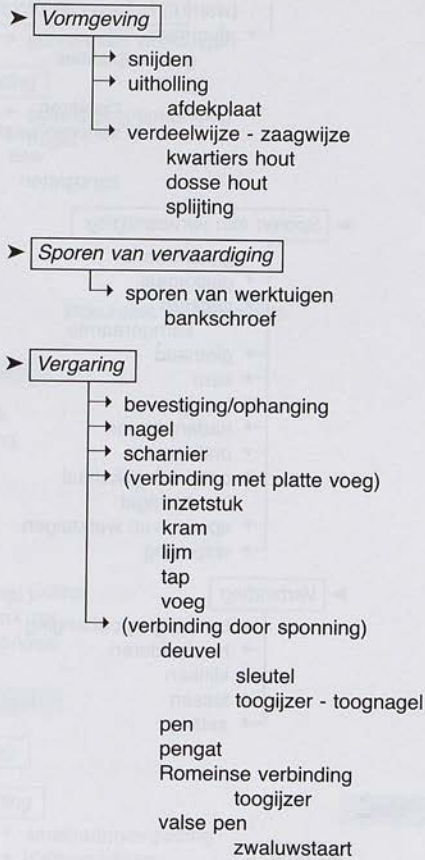 Vormgeving
snijden
uitholling
afdekplaat
verdeelwijze - zaagwijze
kwartiers hout
dosse hout
splijting
Sporen van vervaardiging
sporen van werktuigen
bankschroef
Vergaring
bevestiging/ophanging
nagel
scharnier
(verbinding met platte voeg)
inzetstuk
kram
lijm
tap
voeg
(verbinding door sponning)
deuvel
sleutel
toogijzer - toognagel
pen
pengat
Romeinse verbinding
toogijzer
valse pen
zwaluwstaart